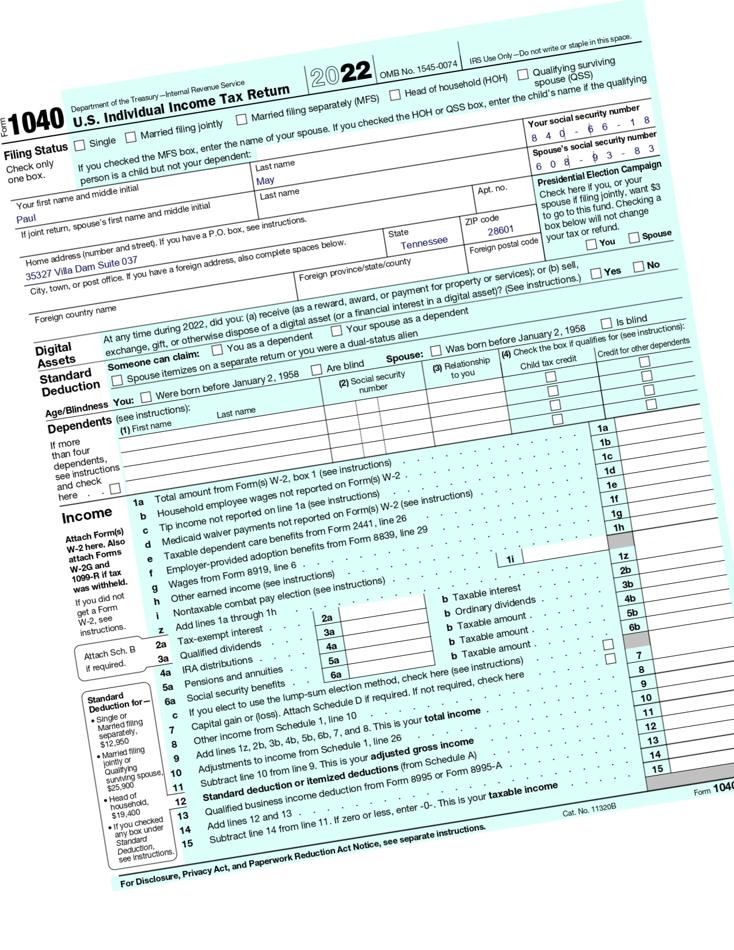 Form 1040 Department of the Treasury—Internal Revenue Service
U.S. Individual Income Tax Return 2022 OMB No. 1545-0074 IRS Use Only—Do not write or staple in this space.
Filing Status
Check only
one box.
Single Married filing jointly Married filing separately (MFS) Head of household (HOH) Qualifying surviving
spouse (QSS)
If you checked the MFS box, enter the name of your spouse. If you checked the HOH or QSS box, enter the child's name if the qualifying
person is a child but not your dependent:
Your first name and middle initial Last name Your social security number
Paul May 8 4 0 - 6 6 - 1 8
If joint return, spouse's first name and middle initial Last name Spouse's social security number
6 0 8 - 9 3 - 8 3
Home address (number and street). If you have a P.O. box, see instructions. Apt. no.
35327 Villa Dam Suite 037
City, town, or post office. If you have a foreign address, also complete spaces below. State ZIP code
Tennessee 28601
Foreign country name Foreign province/state/county Foreign postal code
Presidential Election Campaign
Check here if you, or your
spouse if filing jointly, want $3
to go to this fund. Checking a
box below will not change
your tax or refund.
You Spouse
Digital
Assets
At any time during 2022, did you: (a) receive (as a reward, award, or payment for property or services); or (b) sell,
exchange, gift, or otherwise dispose of a digital asset (or a financial interest in a digital asset)? (See instructions.) Yes No
Standard
Deduction
Someone can claim: You as a dependent Your spouse as a dependent
Spouse itemizes on a separate return or you were a dual-status alien
Age/Blindness You: Were born before January 2, 1958 Are blind Spouse: Was born before January 2, 1958 Is blind
Dependents (see instructions):
(1) First name Last name
(2) Social security
number
(3) Relationship
to you
(4) Check the box if qualifies for (see instructions):
Child tax credit Credit for other dependents
If more
than four
dependents,
see instructions
and check
here . .
Income
Attach Form(s)
W-2 here. Also
attach Forms
W-2G and
1099-R if tax
was withheld.
If you did not
get a Form
W-2, see
instructions.
1a Total amount from Form(s) W-2, box 1 (see instructions) 1a
b Household employee wages not reported on Form(s) W-2 1b
c Tip income not reported on line 1a (see instructions) 1c
d Medicaid waiver payments not reported on Form(s) W-2 (see instructions) 1d
e Taxable dependent care benefits from Form 2441, line 26 1e
f Employer-provided adoption benefits from Form 8839, line 29 1f
g Wages from Form 8919, line 6 1g
h Other earned income (see instructions) 1h
i Nontaxable combat pay election (see instructions) 1i
z Add lines 1a through 1h 1z
Attach Sch. B
if required.
2a Tax-exempt interest 2a b Taxable interest 2b
3a Qualified dividends 3a b Ordinary dividends 3b
4a IRA distributions 4a b Taxable amount 4b
5a Pensions and annuities 5a b Taxable amount 5b
6a Social security benefits 6a b Taxable amount 6b
c If you elect to use the lump-sum election method, check here (see instructions)
7 Capital gain or (loss). Attach Schedule D if required. If not required, check here 7
8 Other income from Schedule 1, line 10 8
9 Add lines 1z, 2b, 3b, 4b, 5b, 6b, 7, and 8. This is your total income 9
10 Adjustments to income from Schedule 1, line 26 10
11 Subtract line 10 from line 9. This is your adjusted gross income 11
12 Standard deduction or itemized deductions (from Schedule A) 12
13 Qualified business income deduction from Form 8995 or Form 8995-A 13
14 Add lines 12 and 13 14
15 Subtract line 14 from line 11. If zero or less, enter -0-. This is your taxable income 15
Standard
Deduction for—
• Single or
Married filing
separately,
$12,950
• Married filing
jointly or
Qualifying
surviving spouse,
$25,900
• Head of
household,
$19,400
• If you checked
any box under
Standard
Deduction,
see instructions.
For Disclosure, Privacy Act, and Paperwork Reduction Act Notice, see separate instructions. Cat. No. 11320B Form 1040